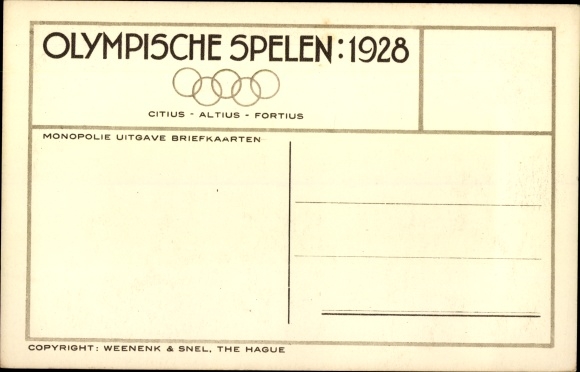 OLYMPISCHE SPELEN: 1928
CITIUS - ALTIUS - FORTIUS
MONOPOLIE UITGAVE BRIEFKAARTEN
COPYRIGHT: WEENENK & SNEL, THE HAGUE